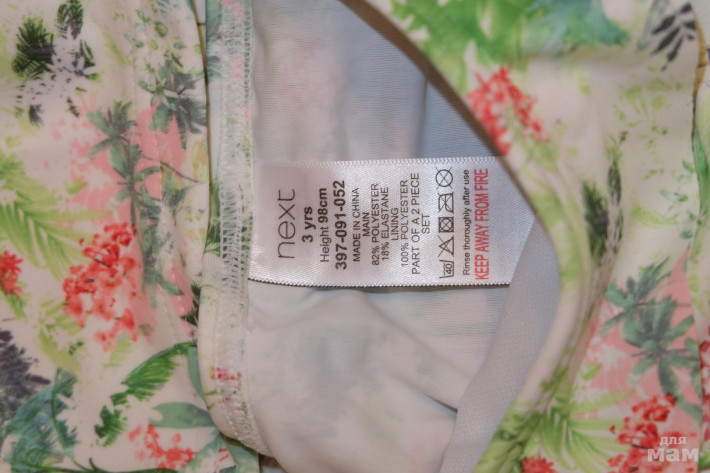 next
3 yrs
Height 98cm
397-091-052
MADE IN CHINA
MAIN
82% POLYESTER
18% ELASTANE
LINING
100% POLYESTER
PART OF A 2 PIECE
SET
40
Rinse thoroughly after use
KEEP AWAY FROM FIRE
для
мам